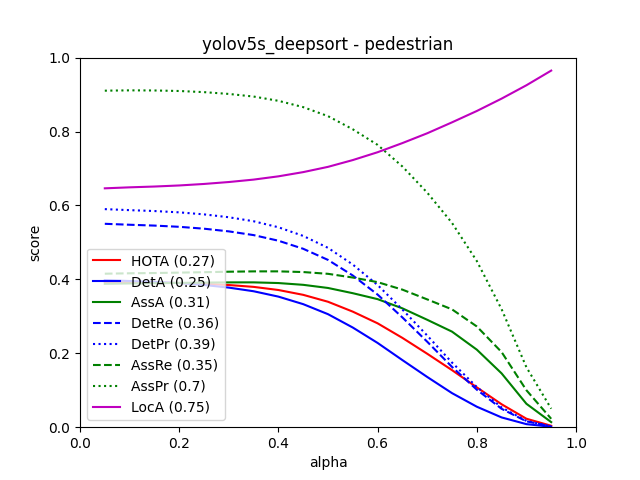 yolov5s_deepsort - pedestrian
1.0
0.8
0.6
0.4
0.2
0.0
score
HOTA (0.27)
DetA (0.25)
AssA (0.31)
DetRe (0.36)
DetPr (0.39)
AssRe (0.35)
AssPr (0.7)
LocA (0.75)
0.0 0.2 0.4 0.6 0.8 1.0
alpha